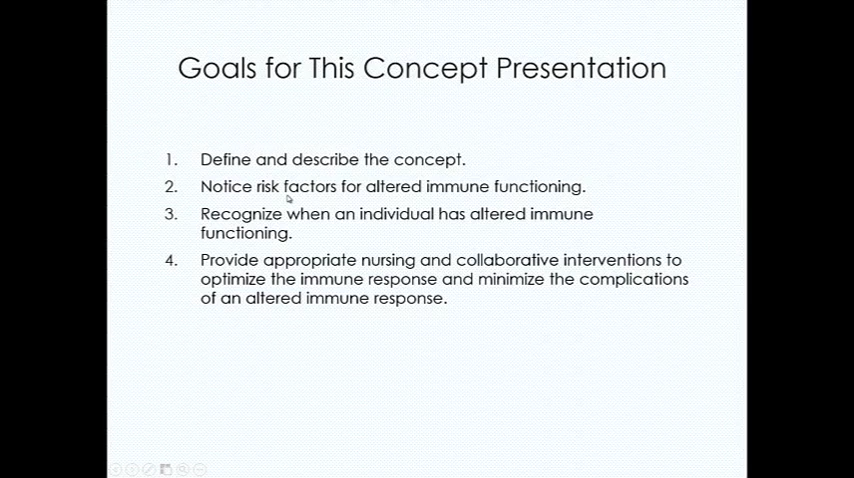 Goals for This Concept Presentation
1. Define and describe the concept.
2. Notice risk factors for altered immune functioning.
3. Recognize when an individual has altered immune
functioning.
4. Provide appropriate nursing and collaborative interventions to
optimize the immune response and minimize the complications
of an altered immune response.